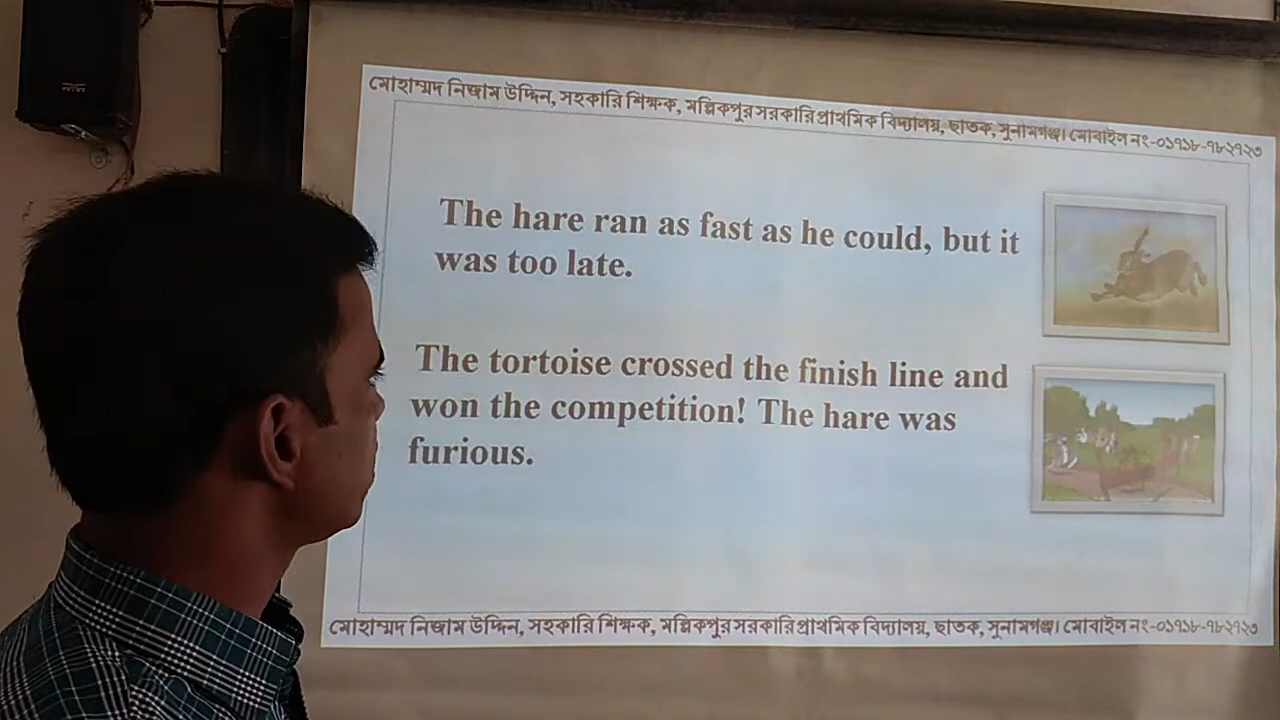 মোহাম্মদ নিজাম উদ্দিন, সহকারি শিক্ষক, মল্লিকপুর সরকারি প্রাথমিক বিদ্যালয়, ছাতক, সুনামগঞ্জ। মোবাইল নং-০১৭১৮-৭৮২৭২৩
The hare ran as fast as he could, but it
was too late.
The tortoise crossed the finish line and
won the competition! The hare was
furious.
মোহাম্মদ নিজাম উদ্দিন, সহকারি শিক্ষক, মল্লিকপুর সরকারি প্রাথমিক বিদ্যালয়, ছাতক, সুনামগঞ্জ। মোবাইল নং-০১৭১৮-৭৮২৭২৩